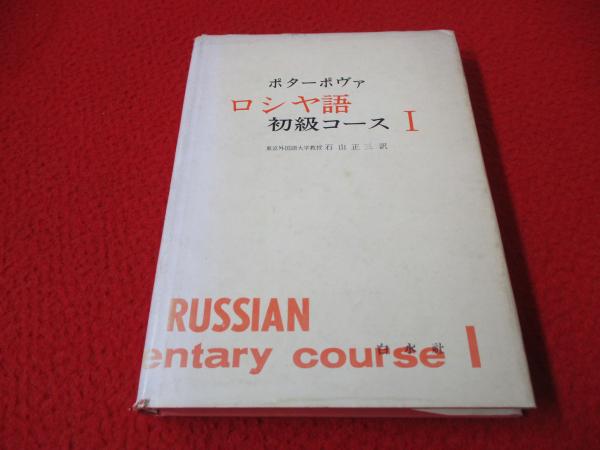 ポターポヴァ
ロシヤ語
初級コース I
東京外国語大学教授 石山正三訳
RUSSIAN
entary course I
白水社